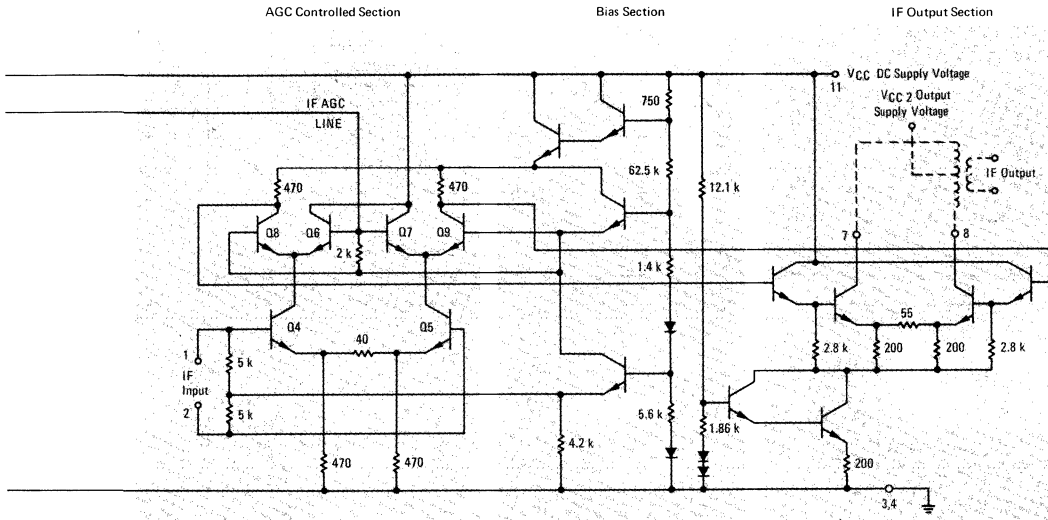 AGC Controlled Section
Bias Section
IF Output Section
VCC DC Supply Voltage
11
VCC 2 Output
Supply Voltage
IF AGC
LINE
750
62.5 k
12.1 k
IF Output
470
470
Q8
Q6
Q7
Q9
2 k
7
8
1.4 k
Q4
Q5
40
55
1
5 k
IF
Input
2
5 k
2.8 k
200
200
2.8 k
5.6 k
4.2 k
1.86 k
470
470
200
3,4